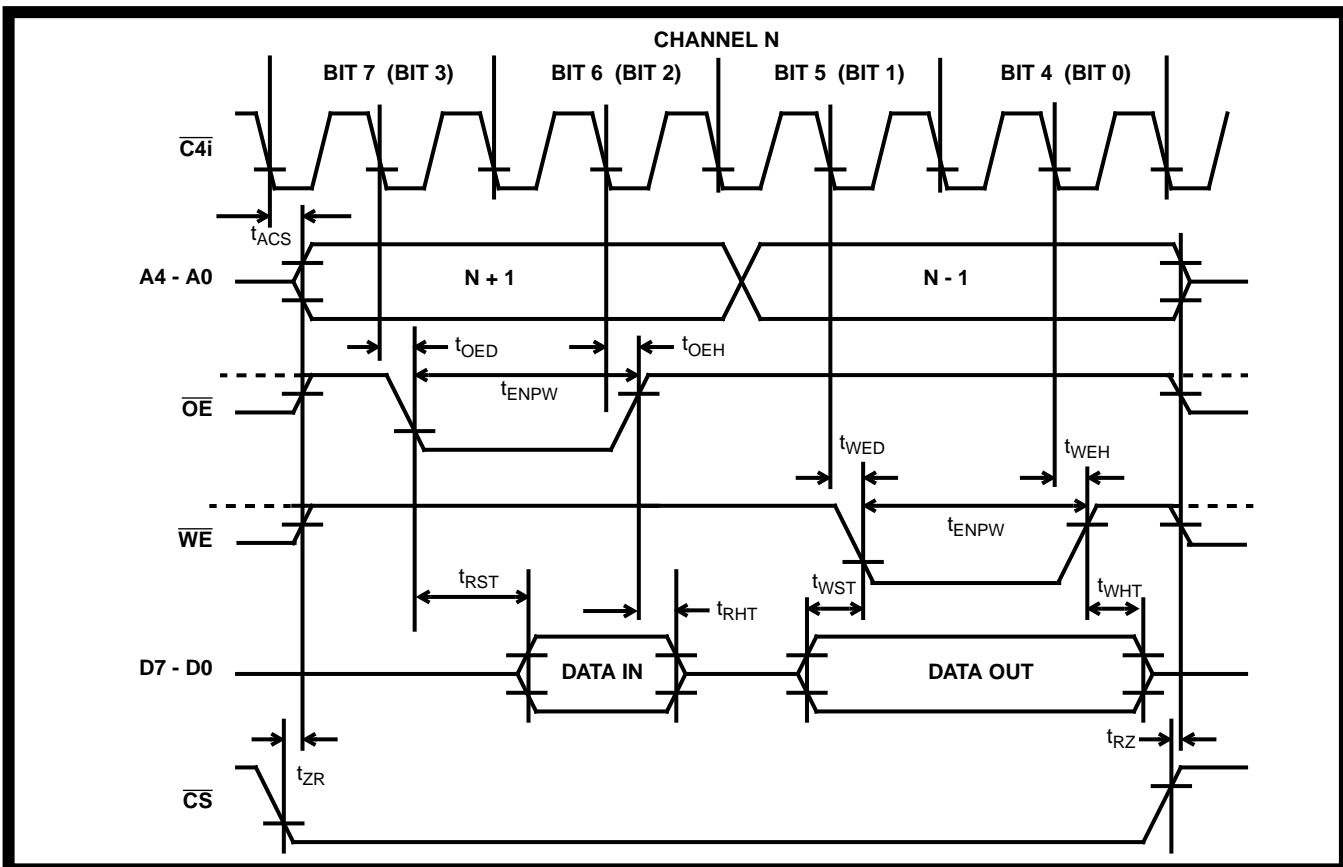 CHANNEL N
BIT 7 (BIT 3) BIT 6 (BIT 2) BIT 5 (BIT 1) BIT 4 (BIT 0)
C4i
tACS
A4 - A0 N + 1 N - 1
tOED tOEH
OE tENPW
tWED tWEH
WE tENPW
tRST tRHT tWST tWHT
D7 - D0 DATA IN DATA OUT
tZR tRZ
CS